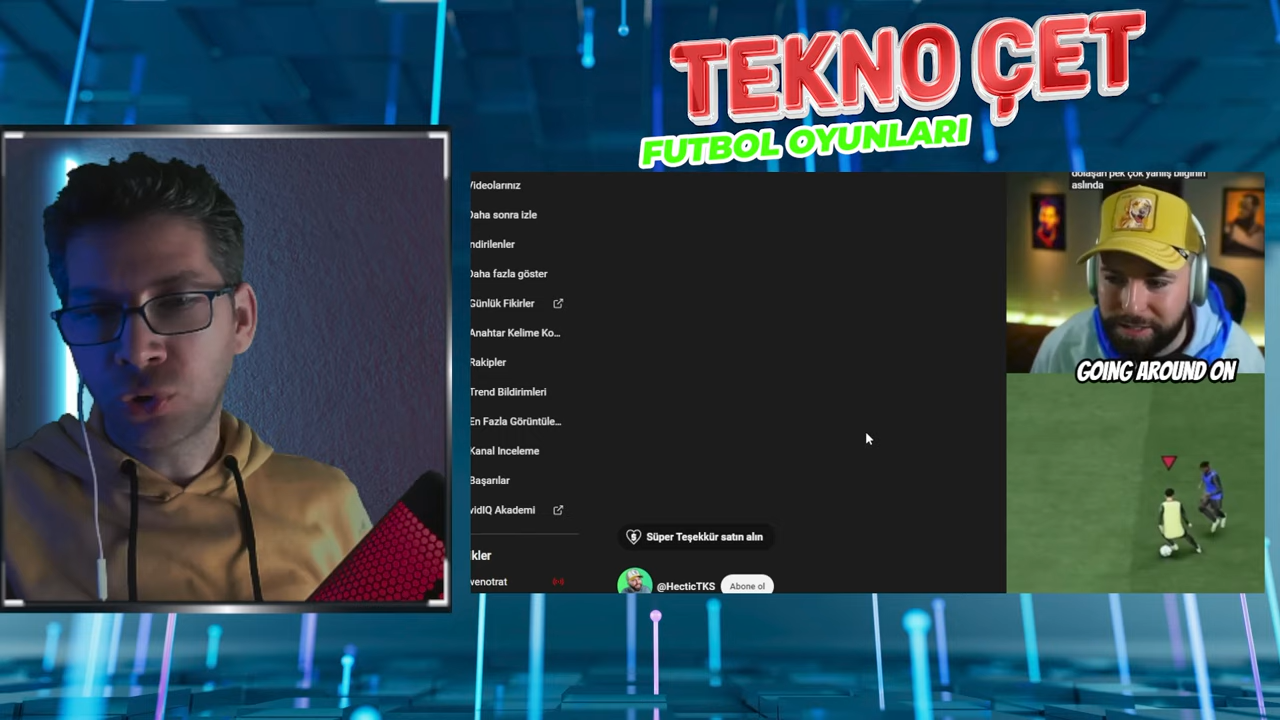 TEKNO ÇET
FUTBOL OYUNLARI
Videolarınız
Daha sonra izle
ndirilenler
Daha fazla göster
Günlük Fikirler
Anahtar Kelime Ko...
Rakipler
Trend Bildirimleri
En Fazla Görüntüle...
Kanal Inceleme
Başarılar
vidIQ Akademi
ikler
wenotrat
Süper Teşekkür satın alın
@HecticTKS
Abone ol
dolaşan pek çok yanlış bilginin
aslında
GOING AROUND ON